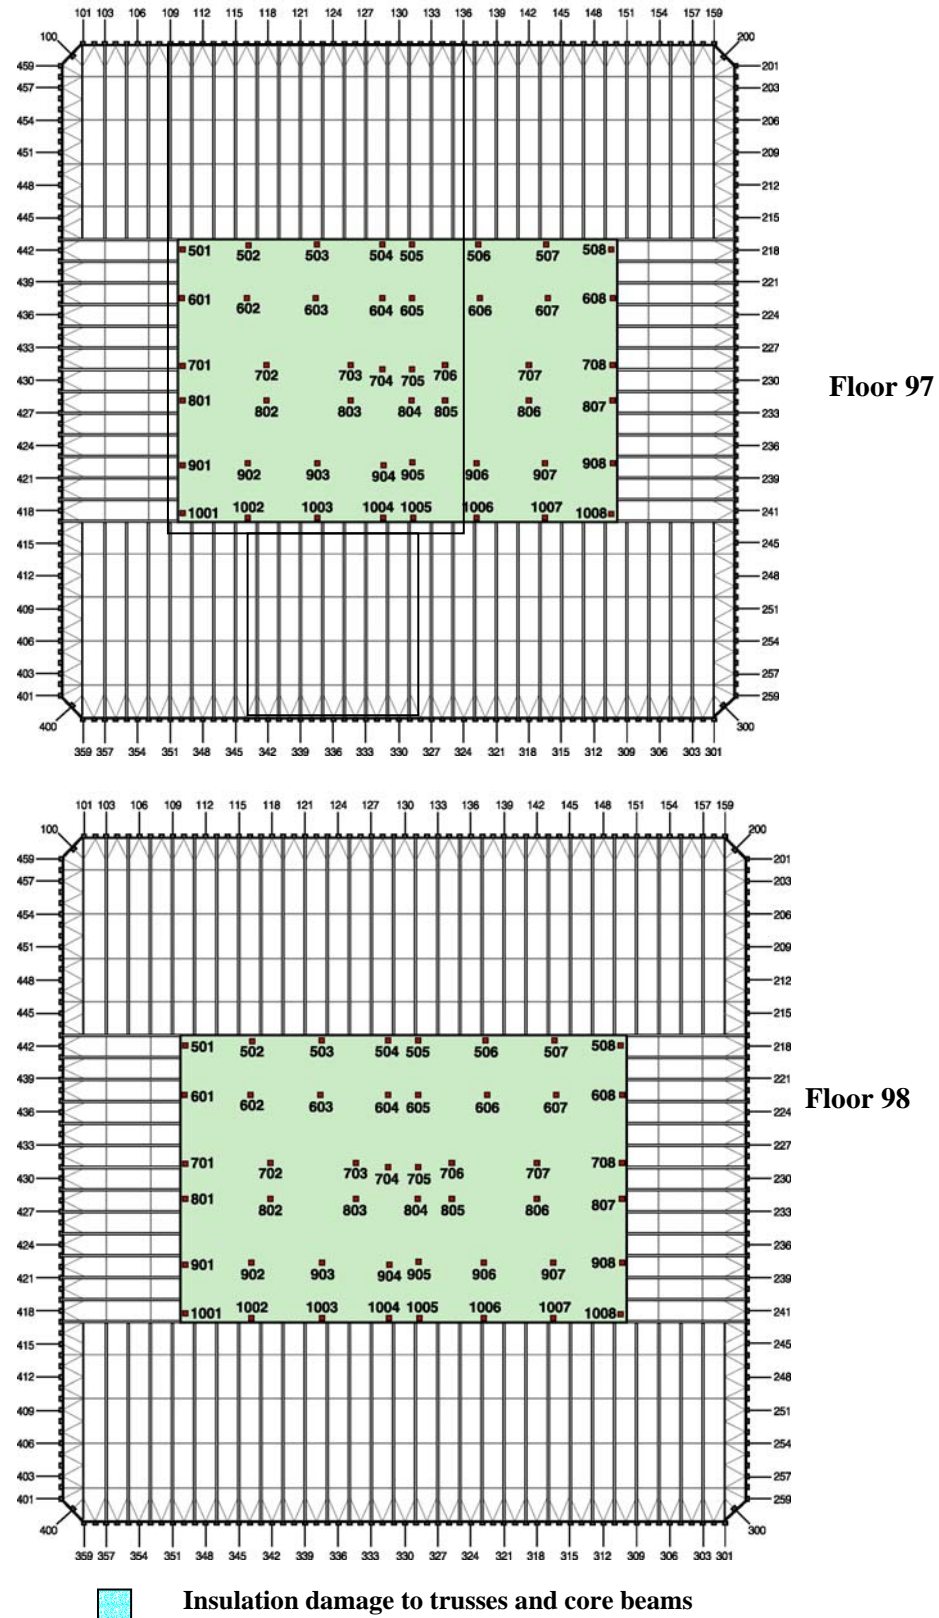 101 103 106 109 112 115 118 121 124 127 130 133 136 139 142 145 148 151 154 157 159
100 200
459 201
457 203
454 206
451 209
448 212
445 215
442 501 502 503 504 505 506 507 508 218
439 221
601 602 603 604 605 606 607 608
436 224
433 227
701 702 703 704 705 706 707 708
430 230
Floor 97
801 802 803 804 805 806 807
427 233
424 236
901 902 903 904 905 906 907 908
421 239
418 1001 1002 1003 1004 1005 1006 1007 1008 241
415 245
412 248
409 251
406 254
403 257
401 259
400 300
359 357 354 351 348 345 342 339 336 333 330 327 324 321 318 315 312 309 306 303 301
101 103 106 109 112 115 118 121 124 127 130 133 136 139 142 145 148 151 154 157 159
100 200
459 201
457 203
454 206
451 209
448 212
445 215
442 501 502 503 504 505 506 507 508 218
439 221
601 602 603 604 605 606 607 608
Floor 98
436 224
433 227
701 702 703 704 705 706 707 708
430 230
801 802 803 804 805 806 807
427 233
424 236
901 902 903 904 905 906 907 908
421 239
418 1001 1002 1003 1004 1005 1006 1007 1008 241
415 245
412 248
409 251
406 254
403 257
401 259
400 300
359 357 354 351 348 345 342 339 336 333 330 327 324 321 318 315 312 309 306 303 301
Insulation damage to trusses and core beams